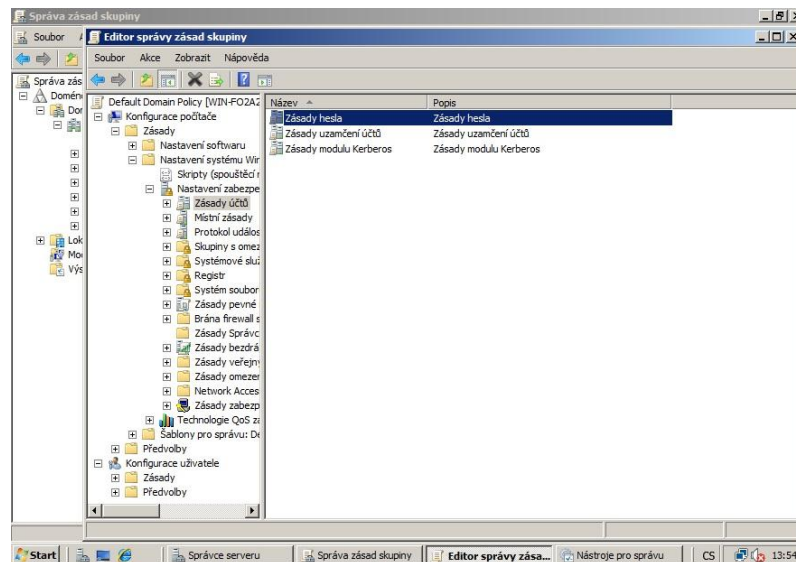 Správa zásad skupiny
Soubor
Editor správy zásad skupiny
Soubor Akce Zobrazit Nápověda
Správa zás
Domén
Dor
Lok
Mod
Výs
Default Domain Policy [WIN-FO2A2
Konfigurace počítače
Zásady
Nastavení softwaru
Nastavení systému Wir
Skripty (spouštěcí r
Nastavení zabezpe
Zásady účtů
Místní zásady
Protokol událos
Skupiny s omez
Systémové služ
Registr
Systém soubor
Zásady pevné
Brána firewall s
Zásady Správc
Zásady bezdrá
Zásady veřejn
Zásady omezer
Network Acces
Zásady zabezp
Technologie QoS za
Šablony pro správu: De
Předvolby
Konfigurace uživatele
Zásady
Předvolby
Název Popis
Zásady hesla Zásady hesla
Zásady uzamčení účtů Zásady uzamčení účtů
Zásady modulu Kerberos Zásady modulu Kerberos
Start Správce serveru Správa zásad skupiny Editor správy zása... Nástroje pro správu CS 13:54